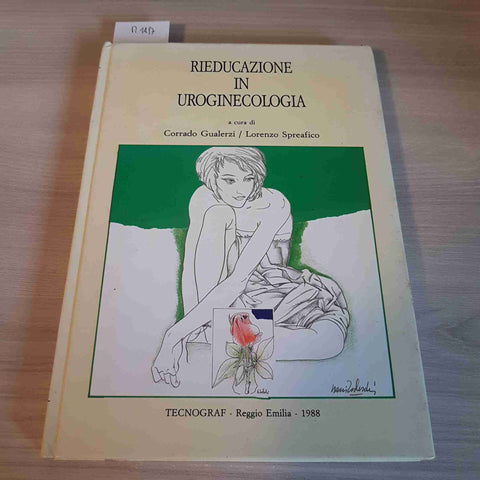 RIEDUCAZIONE
IN
UROGINECOLOGIA
a cura di
Corrado Gualerzi / Lorenzo Spreafico
TECNOGRAF - Reggio Emilia - 1988